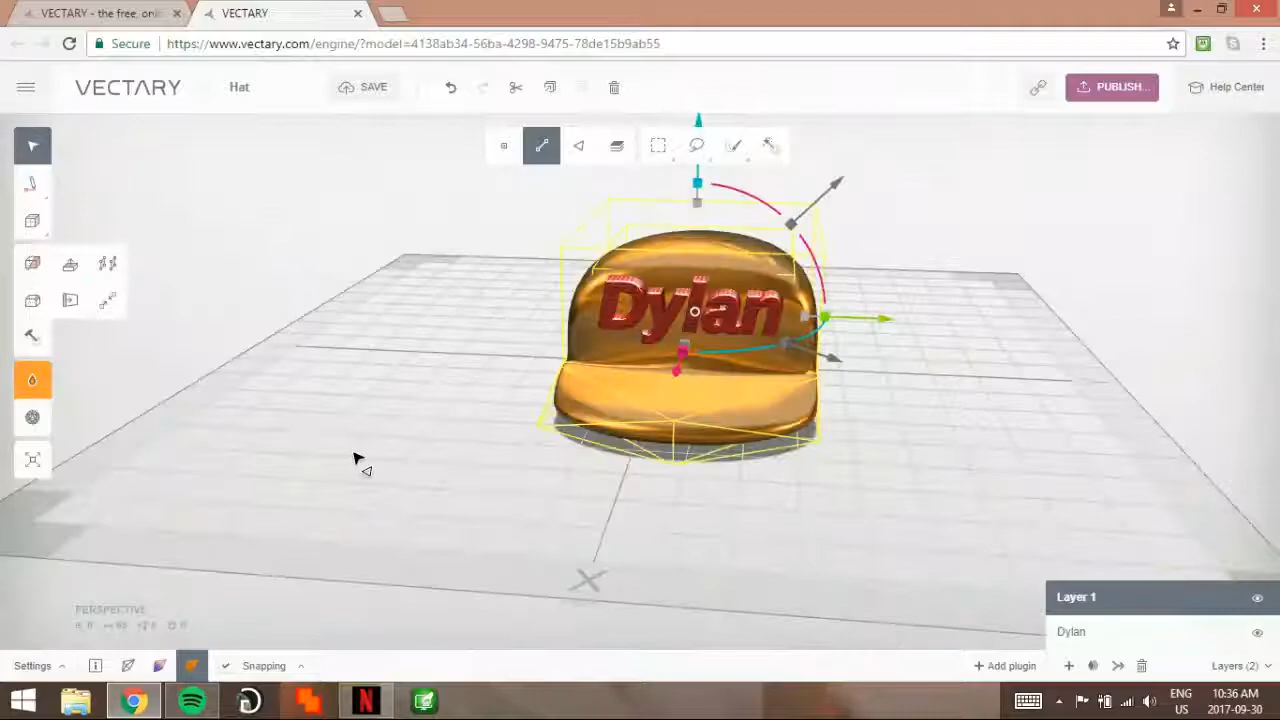 VECTARY - the free, onli
VECTARY
Secure
https://www.vectary.com/engine/?model=4138ab34-56ba-4298-9475-78de15b9ab55
VECTARY
Hat
SAVE
PUBLISH...
Help Center
Dylan
X
PERSPECTIVE
Layer 1
Dylan
Settings
Snapping
Add plugin
Layers (2)
N
ENG
US
10:36 AM
2017-09-30